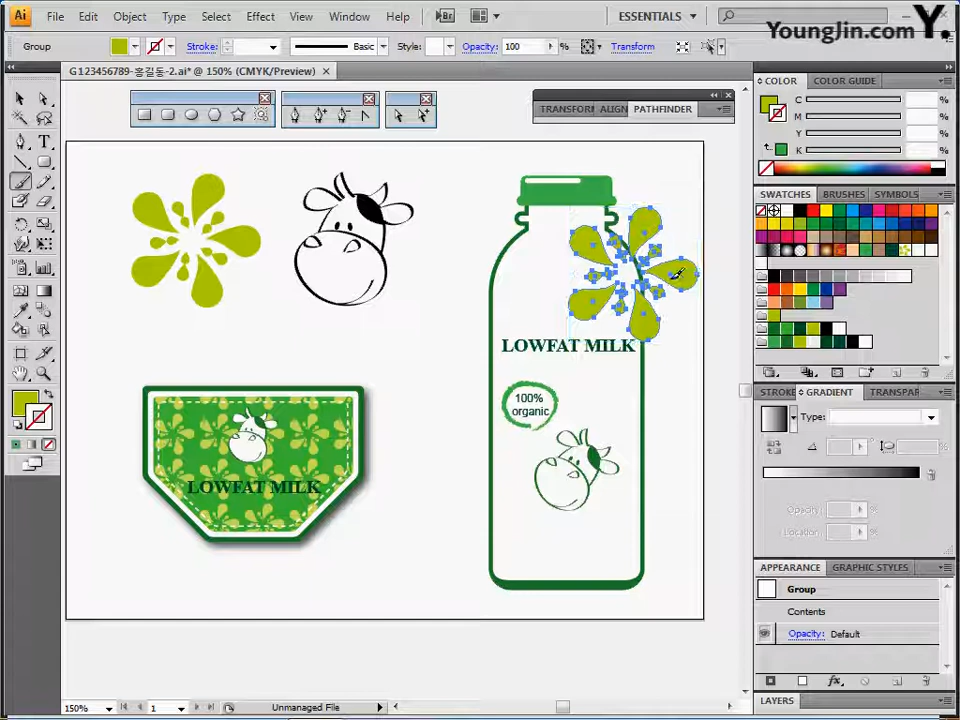 Ai File Edit Object Type Select Effect View Window Help Br ESSENTIALS
YoungJin.com Y.
Group Stroke: Basic Style: Opacity: 100 % Transform
G123456789-홍길동-2.ai* @ 150% (CMYK/Preview)
COLOR COLOR GUIDE
C %
M %
Y %
K %
TRANSFORM ALIGN PATHFINDER
SWATCHES BRUSHES SYMBOLS
LOWFAT MILK
100%
organic
LOWFAT MILK
STROKE GRADIENT TRANSPAR
Type:
Opacity:
Location:
APPEARANCE GRAPHIC STYLES
Group
Contents
Opacity: Default
LAYERS
150% 1 Unmanaged File